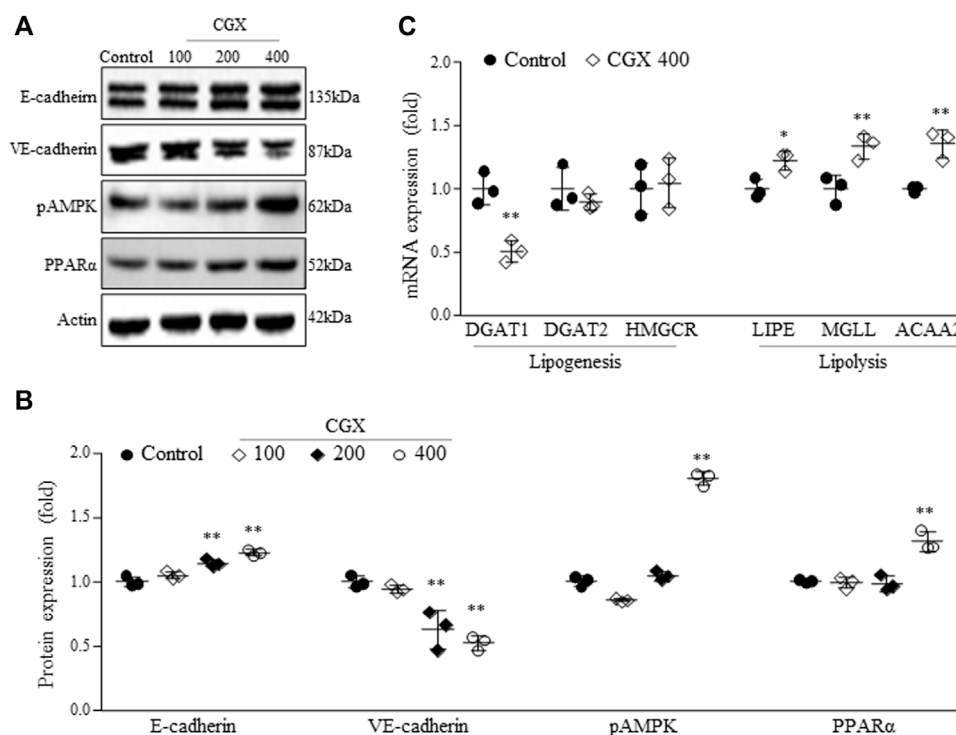 A
CGX
Control 100 200 400
E-cadheirn 135kDa
VE-cadherin 87kDa
pAMPK 62kDa
PPARα 52kDa
Actin 42kDa
C
Control CGX 400
mRNA expression (fold)
2.0
1.5
1.0
0.5
0.0
**
*
**
**
DGAT1 DGAT2 HMGCR LIPE MGLL ACAA2
Lipogenesis Lipolysis
B
CGX
Control 100 200 400
Protein expression (fold)
2.0
1.5
1.0
0.5
0.0
** **
** **
**
**
E-cadherin VE-cadherin pAMPK PPARα